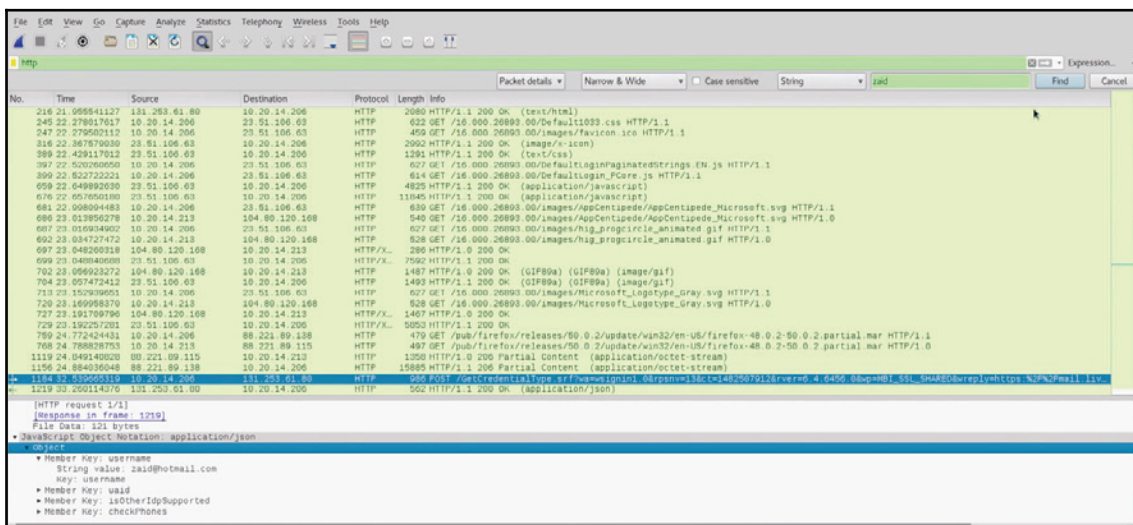 File Edit View Go Capture Analyze Statistics Telephony Wireless Tools Help
http Expression...
Packet details Narrow & Wide Case sensitive String zaid Find Cancel
No. Time Source Destination Protocol Length Info
216 21.955541127 131.253.61.80 10.20.14.206 HTTP 2080 HTTP/1.1 200 OK (text/html)
245 22.278017617 10.20.14.206 23.51.106.63 HTTP 622 GET /16.000.26893.00/Default1033.css HTTP/1.1
247 22.279502112 10.20.14.206 23.51.106.63 HTTP 459 GET /16.000.26893.00/images/favicon.ico HTTP/1.1
316 22.367579030 23.51.106.63 10.20.14.206 HTTP 2992 HTTP/1.1 200 OK (image/x-icon)
389 22.429117012 23.51.106.63 10.20.14.206 HTTP 1291 HTTP/1.1 200 OK (text/css)
397 22.520260650 10.20.14.206 23.51.106.63 HTTP 627 GET /16.000.26893.00/DefaultLoginPaginatedStrings.EN.js HTTP/1.1
399 22.522722221 10.20.14.206 23.51.106.63 HTTP 614 GET /16.000.26893.00/DefaultLogin_PCore.js HTTP/1.1
659 22.649892630 23.51.106.63 10.20.14.206 HTTP 4825 HTTP/1.1 200 OK (application/javascript)
676 22.657650180 23.51.106.63 10.20.14.206 HTTP 11045 HTTP/1.1 200 OK (application/javascript)
681 22.998094483 10.20.14.206 23.51.106.63 HTTP 639 GET /16.000.26893.00/images/AppCentipede/AppCentipede_Microsoft.svg HTTP/1.1
686 23.013856278 10.20.14.213 104.80.120.168 HTTP 540 GET /16.000.26893.00/images/AppCentipede/AppCentipede_Microsoft.svg HTTP/1.0
687 23.016934902 10.20.14.206 23.51.106.63 HTTP 627 GET /16.000.26893.00/images/hig_progcircle_animated.gif HTTP/1.1
692 23.034727472 10.20.14.213 104.80.120.168 HTTP 528 GET /16.000.26893.00/images/hig_progcircle_animated.gif HTTP/1.0
697 23.048260318 104.80.120.168 10.20.14.213 HTTP/X... 286 HTTP/1.0 200 OK
699 23.048840688 23.51.106.63 10.20.14.206 HTTP/X... 7592 HTTP/1.1 200 OK
702 23.056923272 104.80.120.168 10.20.14.213 HTTP 1487 HTTP/1.0 200 OK (GIF89a) (GIF89a) (image/gif)
704 23.057472412 23.51.106.63 10.20.14.206 HTTP 1493 HTTP/1.1 200 OK (GIF89a) (GIF89a) (image/gif)
713 23.152939651 10.20.14.206 23.51.106.63 HTTP 627 GET /16.000.26893.00/images/Microsoft_Logotype_Gray.svg HTTP/1.1
720 23.169958370 10.20.14.213 104.80.120.168 HTTP 528 GET /16.000.26893.00/images/Microsoft_Logotype_Gray.svg HTTP/1.0
727 23.191709796 104.80.120.168 10.20.14.213 HTTP/X... 1467 HTTP/1.0 200 OK
729 23.192257281 23.51.106.63 10.20.14.206 HTTP/X... 5853 HTTP/1.1 200 OK
759 24.772424431 10.20.14.206 88.221.89.138 HTTP 479 GET /pub/firefox/releases/50.0.2/update/win32/en-US/firefox-48.0.2-50.0.2.partial.mar HTTP/1.1
768 24.788828753 10.20.14.213 88.221.89.115 HTTP 497 GET /pub/firefox/releases/50.0.2/update/win32/en-US/firefox-48.0.2-50.0.2.partial.mar HTTP/1.0
1119 24.849140828 88.221.89.115 10.20.14.213 HTTP 1358 HTTP/1.0 206 Partial Content (application/octet-stream)
1156 24.884036048 88.221.89.138 10.20.14.206 HTTP 15885 HTTP/1.1 206 Partial Content (application/octet-stream)
1184 32.539665319 10.20.14.206 131.253.61.80 HTTP 986 POST /GetCredentialType.srf?wa=wsignin1.0&rpsnv=13&ct=1482507912&rver=6.4.6456.0&wp=MBI_SSL_SHARED&wreply=https:%2F%2Fmail.liv...
1219 33.260114376 131.253.61.80 10.20.14.206 HTTP 562 HTTP/1.1 200 OK (application/json)
[HTTP request 1/1]
[Response in frame: 1219]
File Data: 121 bytes
JavaScript Object Notation: application/json
Object
Member Key: username
String value: zaid@hotmail.com
Key: username
Member Key: uaid
Member Key: isOtherIdpSupported
Member Key: checkPhones